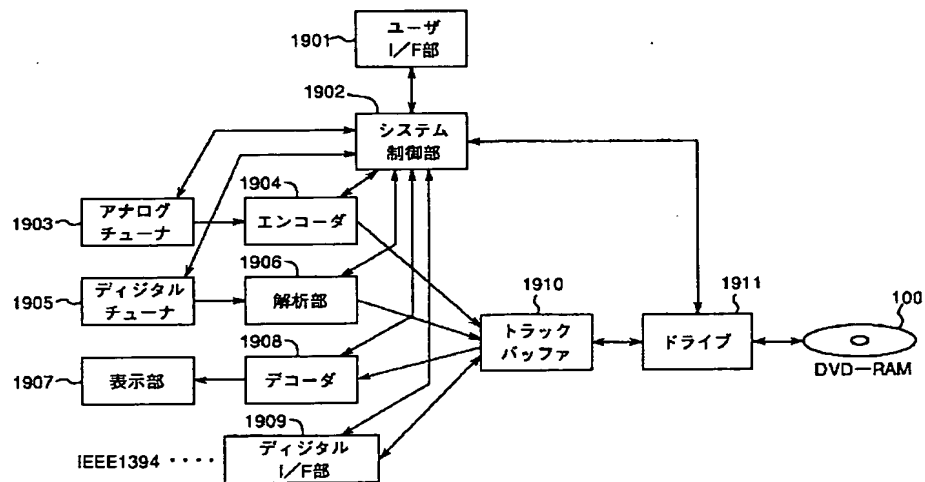 1901
ユーザ
I/F部
1902
システム
制御部
1903
アナログ
チューナ
1904
エンコーダ
1905
ディジタル
チューナ
1906
解析部
1910
トラック
バッファ
1911
ドライブ
100
DVD-RAM
1907
表示部
1908
デコーダ
1909
ディジタル
I/F部
IEEE1394 ・・・・